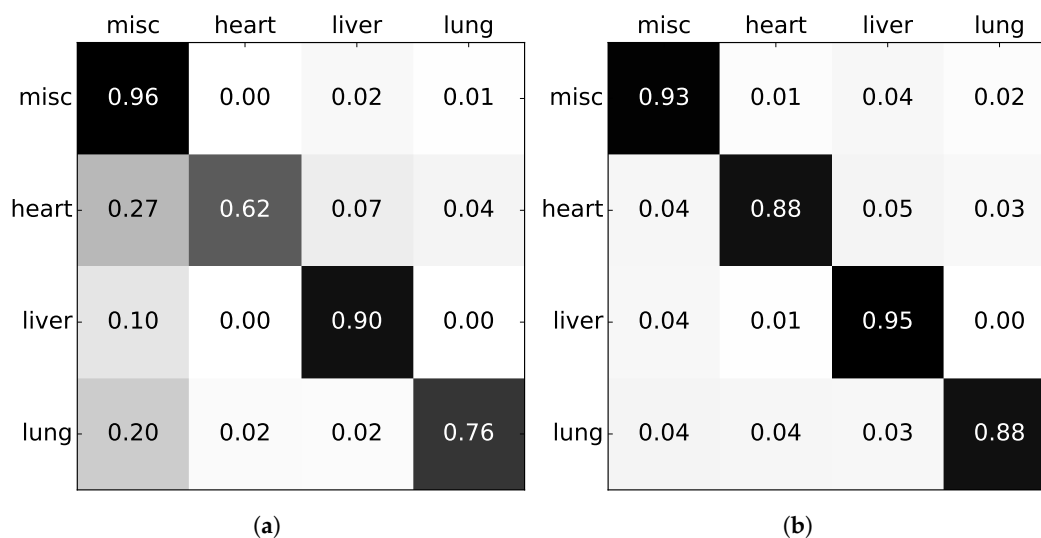 misc heart liver lung misc heart liver lung
misc 0.96 0.00 0.02 0.01 misc 0.93 0.01 0.04 0.02
heart 0.27 0.62 0.07 0.04 heart 0.04 0.88 0.05 0.03
liver 0.10 0.00 0.90 0.00 liver 0.04 0.01 0.95 0.00
lung 0.20 0.02 0.02 0.76 lung 0.04 0.04 0.03 0.88
(a) (b)